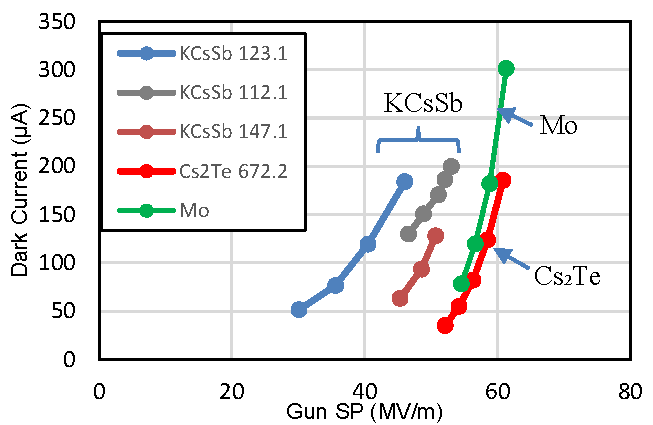 350
300
250
200
150
100
50
0
Dark Current (µA)
KCsSb 123.1
KCsSb 112.1
KCsSb 147.1
Cs2Te 672.2
Mo
KCsSb
Mo
Cs₂Te
0 20 40 60 80
Gun SP (MV/m)